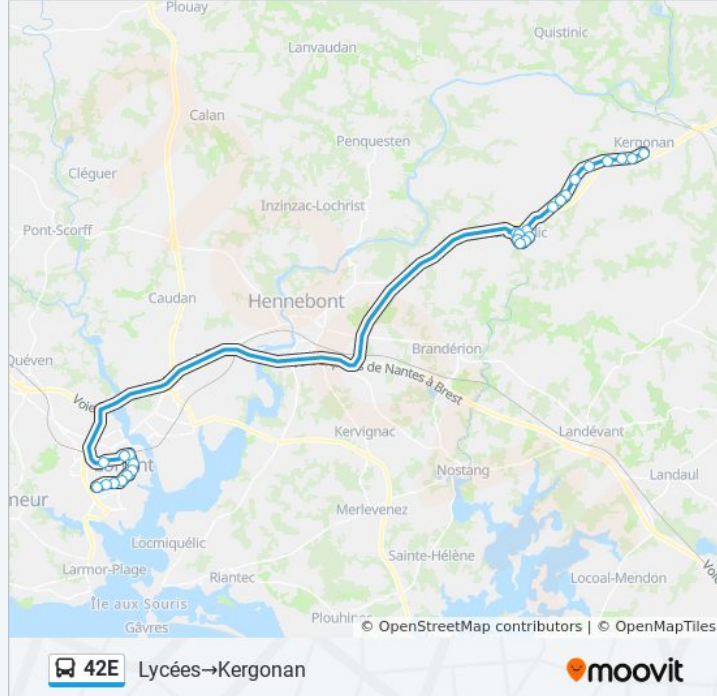 Plouay
Quistinic
Lanvaudan
Calan
Penquesten
Kergonan
Cléguer
Inzinzac-Lochrist
Pont-Scorff
Caudan
Hennebont
Quéven
Brandérion
de Nantes à Brest
Landévant
Kervignac
Nostang
Landaul
Merlevenez
Locmiquélic
Sainte-Hélène
Larmor-Plage
Riantec
Locoal-Mendon
Île aux Souris
Gâvres
© OpenStreetMap contributors | © OpenMapTiles
42E Lycées→Kergonan
moovit